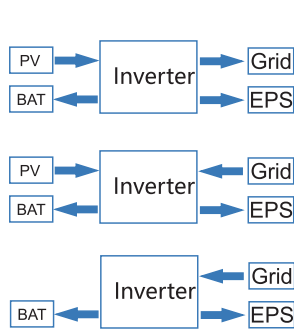 PV
Inverter
Grid
BAT
EPS
PV
Inverter
Grid
BAT
EPS
Inverter
Grid
BAT
EPS